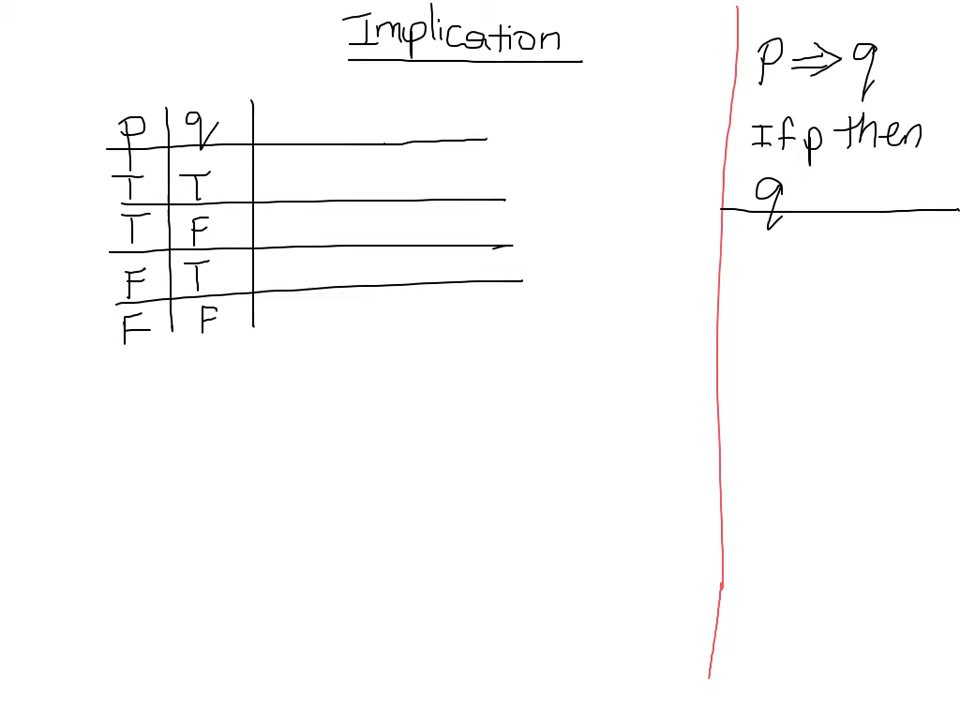 Implication
P q
T T
T F
F T
F F
P ⇒ q
If p then
q